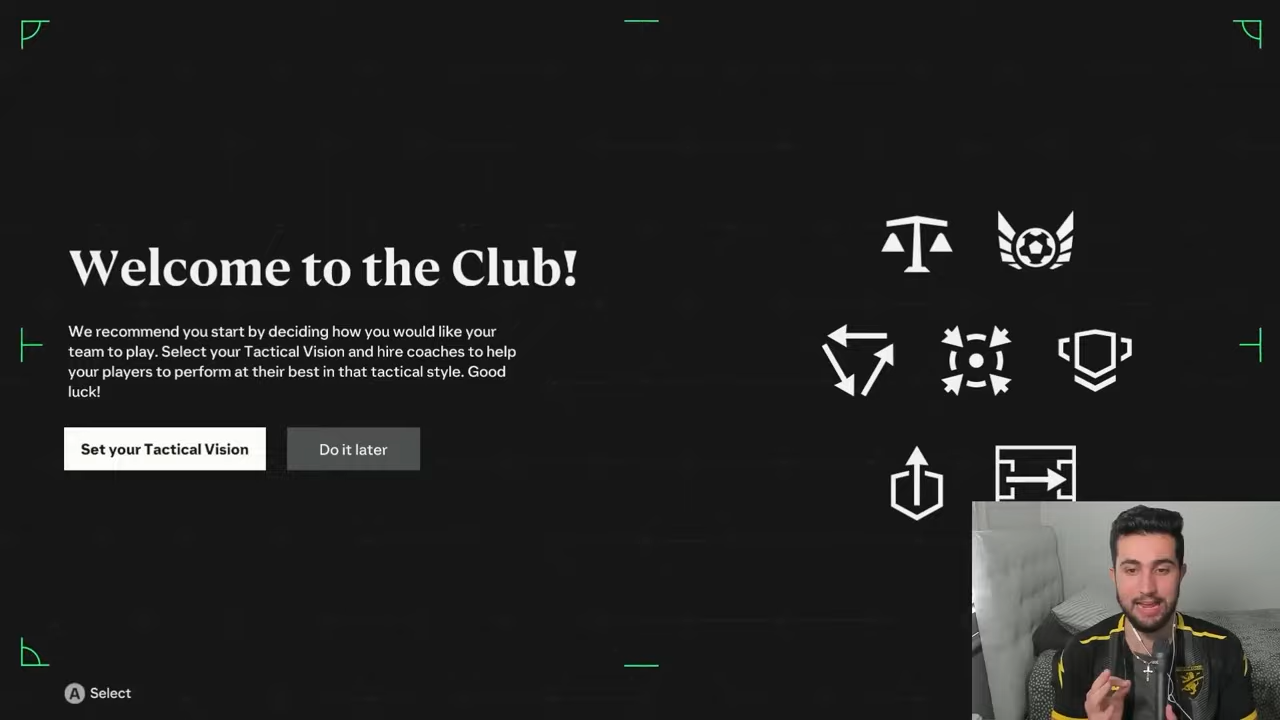 Welcome to the Club!
We recommend you start by deciding how you would like your
team to play. Select your Tactical Vision and hire coaches to help
your players to perform at their best in that tactical style. Good
luck!
Set your Tactical Vision
Do it later
A Select